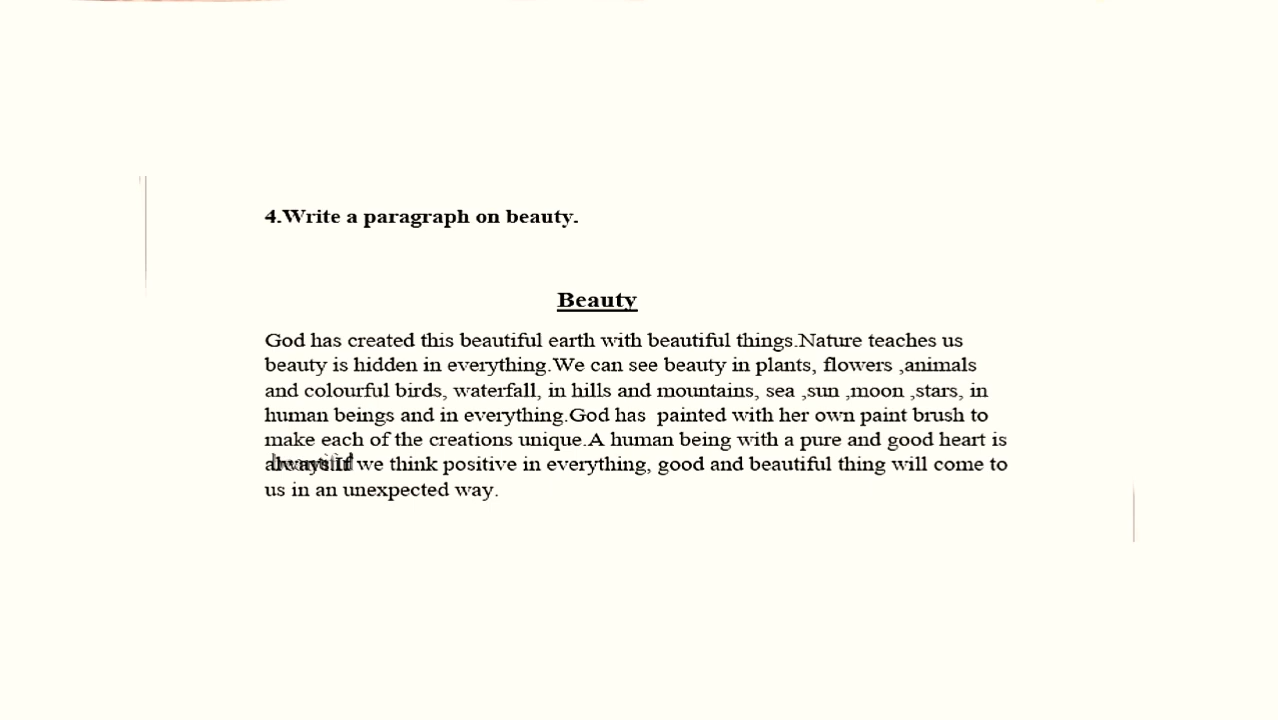 4.Write a paragraph on beauty.
Beauty
God has created this beautiful earth with beautiful things.Nature teaches us
beauty is hidden in everything.We can see beauty in plants, flowers ,animals
and colourful birds, waterfall, in hills and mountains, sea ,sun ,moon ,stars, in
human beings and in everything.God has  painted with her own paint brush to
make each of the creations unique.A human being with a pure and good heart is
we think positive in everything, good and beautiful thing will come to
us in an unexpected way.